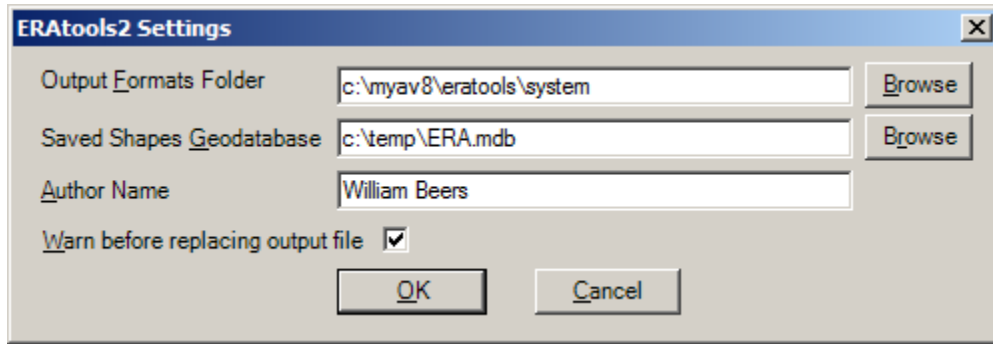 ERAtools2 Settings
Output Formats Folder c:\myav8\eratools\system Browse
Saved Shapes Geodatabase c:\temp\ERA.mdb Browse
Author Name William Beers
Warn before replacing output file
OK Cancel